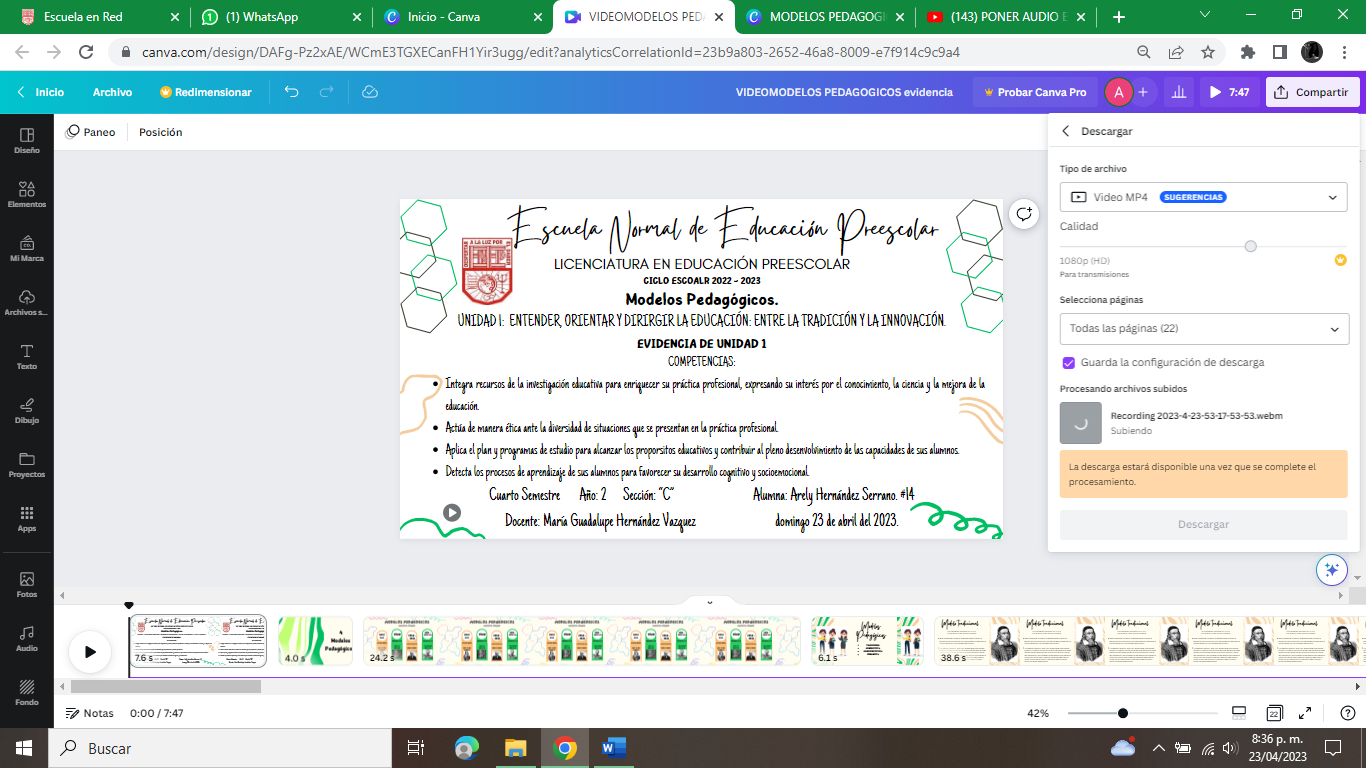 Escuela en Red
(1) WhatsApp
Inicio - Canva
VIDEOMODELOS PED
MODELOS PEDAGOGI
(143) PONER AUDIO E
canva.com/design/DAFg-Pz2xAE/WCmE3TGXECanFH1Yir3ugg/edit?analyticsCorrelationId=23b9a803-2652-46a8-8009-e7f914c9c9a4
Inicio
Archivo
Redimensionar
VIDEOMODELOS PEDAGOGICOS evidencia
Probar Canva Pro
A
7:47
Compartir
Diseño
Elementos
Mi Marca
Archivos s...
Texto
Dibujo
Proyectos
Apps
Fotos
Audio
Fondo
Paneo
Posición
Escuela Normal de Educación Preescolar
A LA LUZ POR
LICENCIATURA EN EDUCACIÓN PREESCOLAR
CICLO ESCOALR 2022 - 2023
Modelos Pedagógicos.
UNIDAD I: ENTENDER, ORIENTAR Y DIRIRGIR LA EDUCACIÓN: ENTRE LA TRADICIÓN Y LA INNOVACIÓN.
EVIDENCIA DE UNIDAD 1
COMPETENCIAS:
Integra recursos de la investigación educativa para enriquecer su práctica profesional, expresando su interés por el conocimiento, la ciencia y la mejora de la
educación.
Actúa de manera ética ante la diversidad de situaciones que se presentan en la práctica profesional.
Aplica el plan y programas de estudio para alcanzar los proporsitos educativos y contribuir al pleno desenvolvimiento de las capacidades de sus alumnos.
Detecta los procesos de aprendizaje de sus alumnos para favorecer su desarrollo cognitivo y socioemocional.
Cuarto Semestre Año: 2 Sección: "C" Alumna: Arely Hernández Serrano. #14
Docente: María Guadalupe Hernández Vazquez domingo 23 de abril del 2023.
Descargar
Tipo de archivo
Video MP4 SUGERENCIAS
Calidad
1080p (HD)
Para transmisiones
Selecciona páginas
Todas las páginas (22)
Guarda la configuración de descarga
Procesando archivos subidos
Recording 2023-4-23-53-17-53-53.webm
Subiendo
La descarga estará disponible una vez que se complete el
procesamiento.
Descargar
7.6 s
4
Modelos
Pedagógico
4.0 s
24.2 s
Modelos
Pedagógicos
6.1 s
Modelo Tradicional
38.6 s
Notas
0:00 / 7:47
42%
22
Buscar
8:36 p. m.
23/04/2023